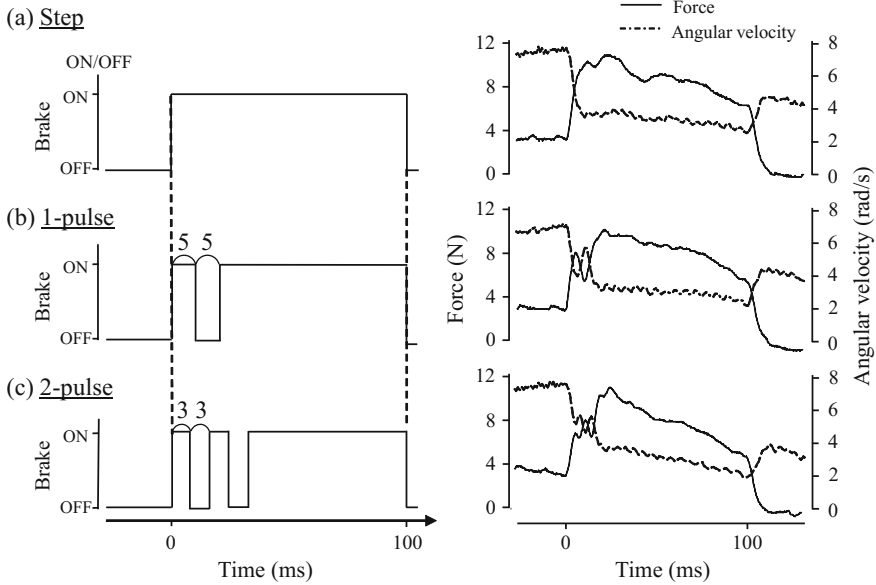 (a) Step
ON/OFF
ON
OFF
Brake
(b) 1-pulse
5 5
ON
OFF
Brake
(c) 2-pulse
3 3
ON
OFF
Brake
0 100
Time (ms)
Force
Angular velocity
12
8
4
0
8
6
4
2
0
12
8
4
0
8
6
4
2
0
12
8
4
0
8
6
4
2
0
Force (N)
Angular velocity (rad/s)
0 100
Time (ms)